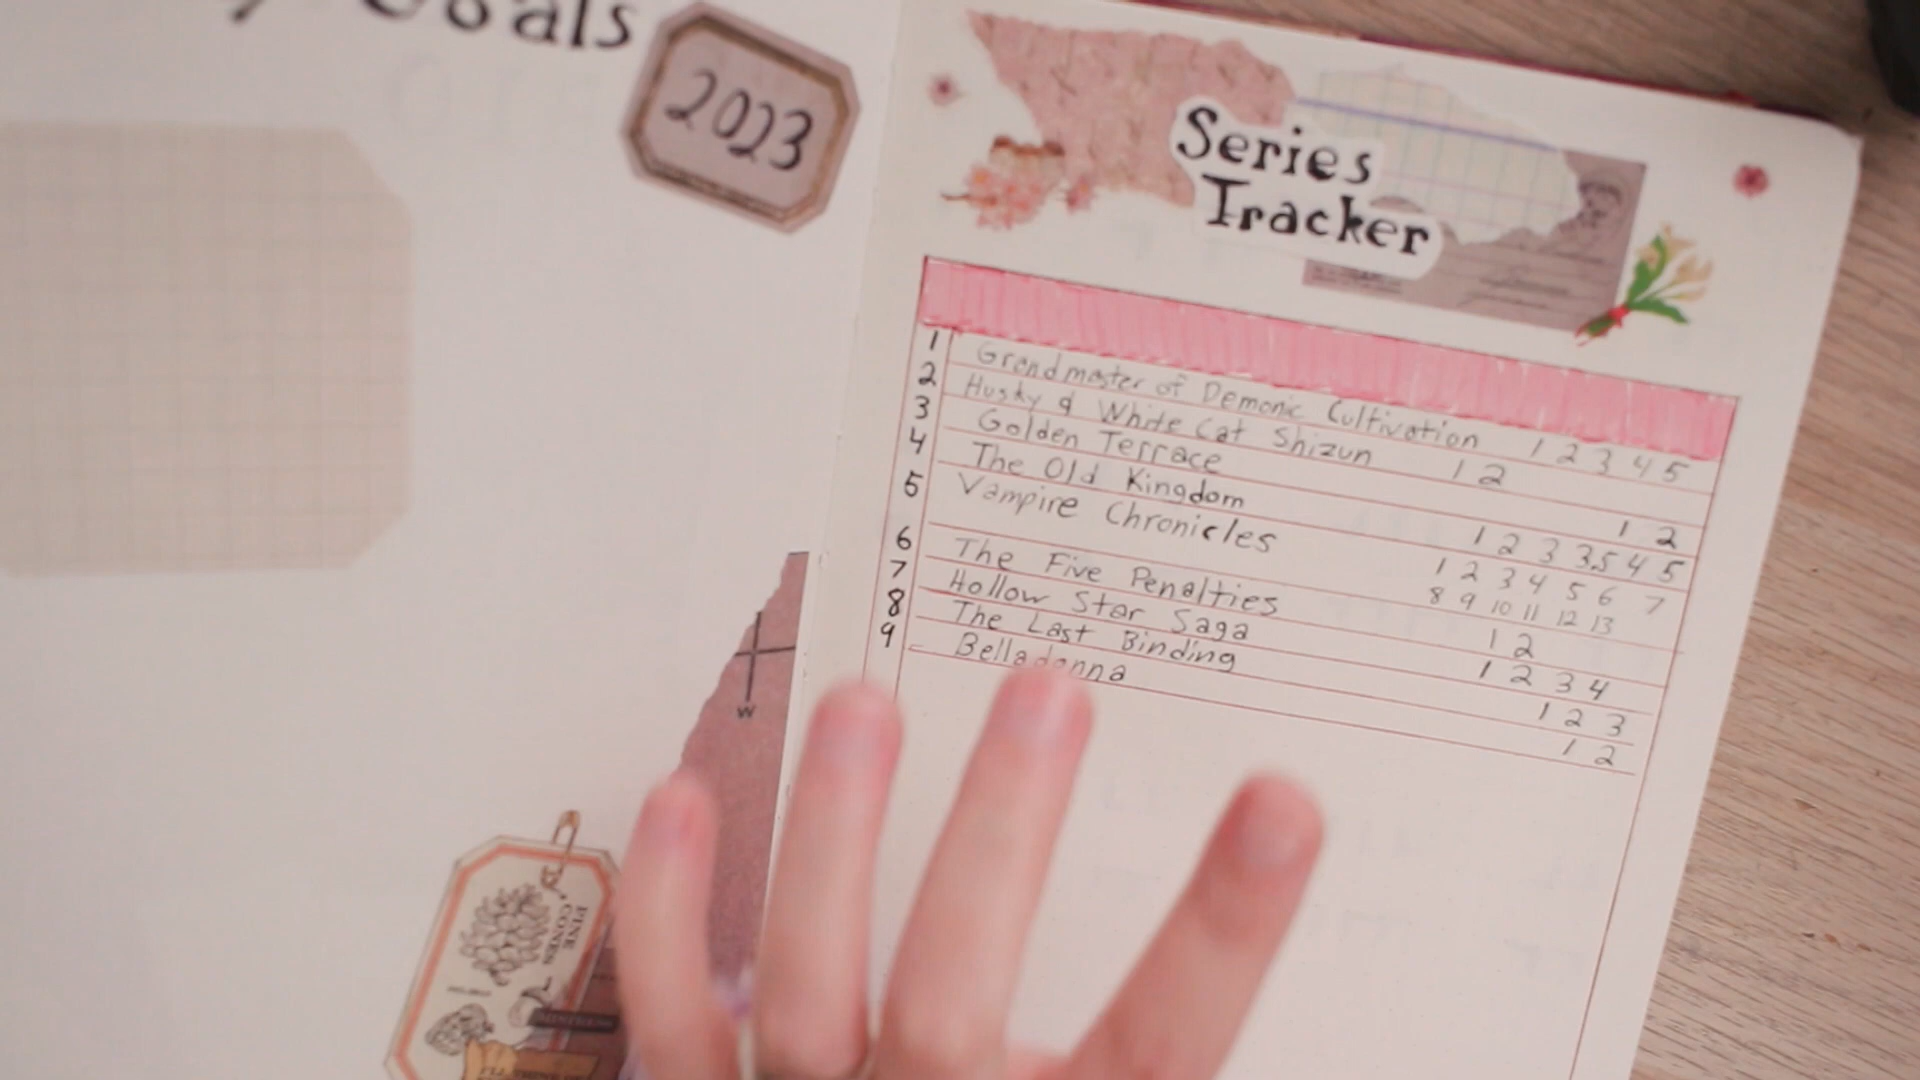 Goals
2023
Series
Tracker
1 Grandmaster of Demonic Cultivation 1 2 3 4 5
2 Husky & White Cat Shizun 1 2
3 Golden Terrace 1 2
4 The Old Kingdom 1 2 3 3.5 4 5
5 Vampire Chronicles 1 2 3 4 5 6 7
8 9 10 11 12 13
6 The Five Penalties 1 2
7 Hollow Star Saga 1 2 3 4
8 The Last Binding 1 2 3
9 Belladonna 1 2
W
PINE
CONES